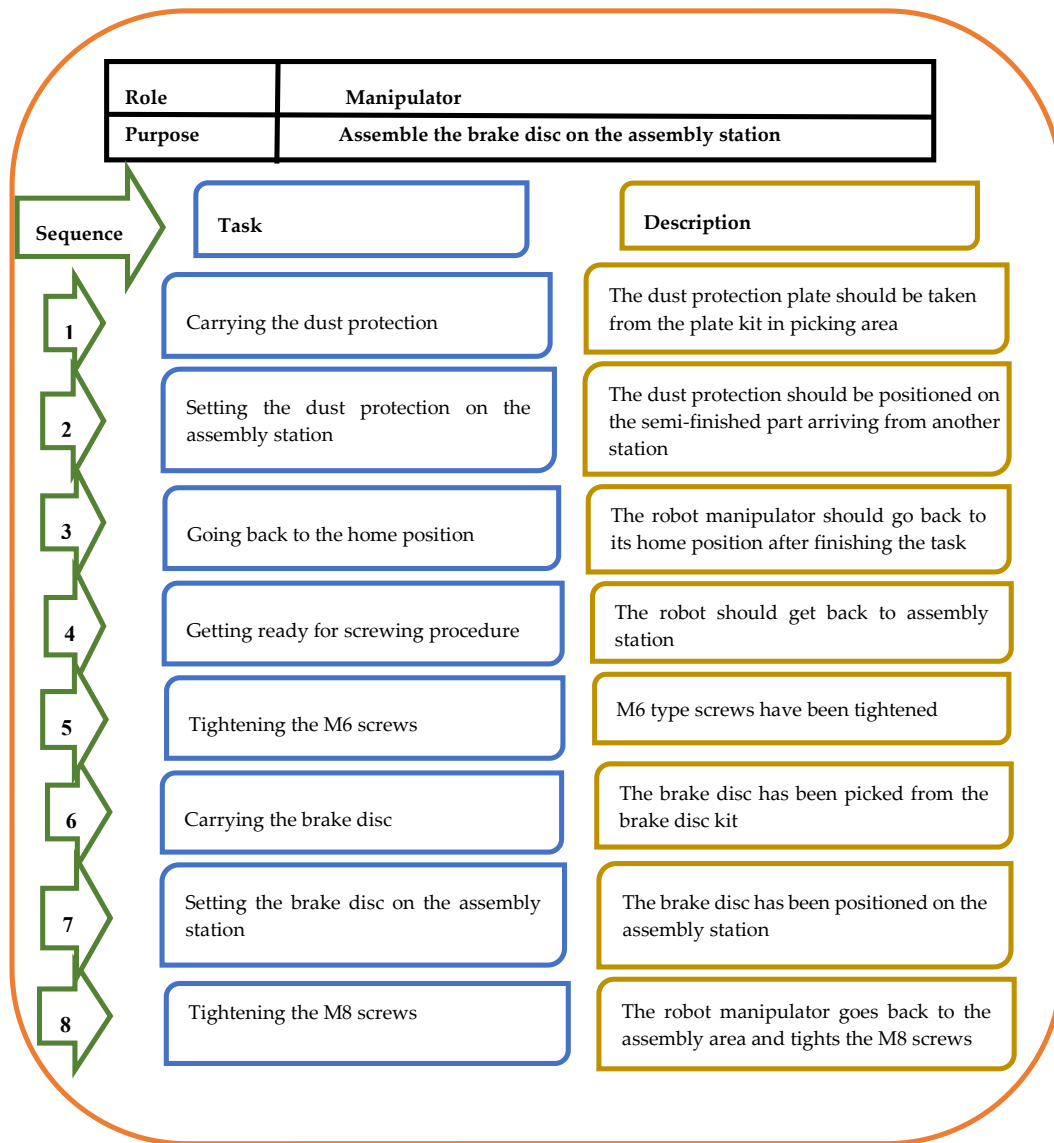 Role Manipulator
Purpose Assemble the brake disc on the assembly station
Sequence Task Description
1 Carrying the dust protection
The dust protection plate should be taken
from the plate kit in picking area
2 Setting the dust protection on the
assembly station
The dust protection should be positioned on
the semi-finished part arriving from another
station
3 Going back to the home position
The robot manipulator should go back to
its home position after finishing the task
4 Getting ready for screwing procedure
The robot should get back to assembly
station
5 Tightening the M6 screws
M6 type screws have been tightened
6 Carrying the brake disc
The brake disc has been picked from the
brake disc kit
7 Setting the brake disc on the assembly
station
The brake disc has been positioned on the
assembly station
8 Tightening the M8 screws
The robot manipulator goes back to the
assembly area and tights the M8 screws